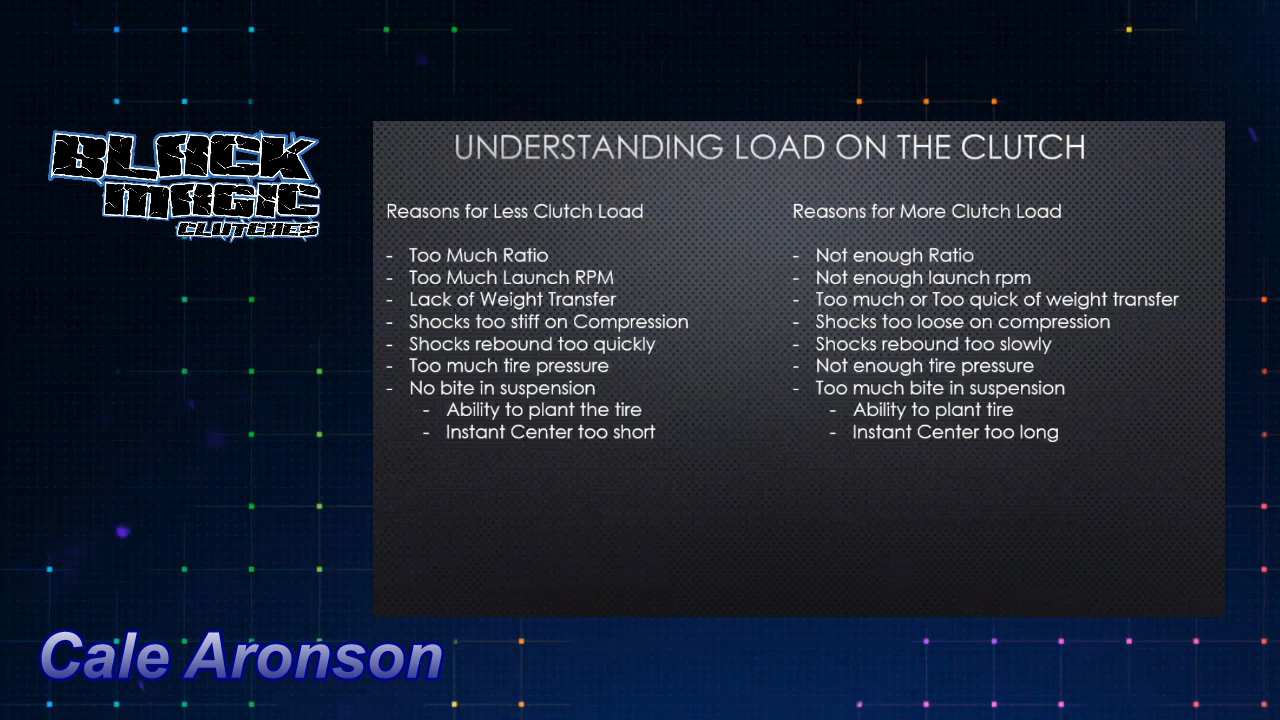 BLACK
MAGIC
CLUTCHES
UNDERSTANDING LOAD ON THE CLUTCH
Reasons for Less Clutch Load
- Too Much Ratio
- Too Much Launch RPM
- Lack of Weight Transfer
- Shocks too stiff on Compression
- Shocks rebound too quickly
- Too much tire pressure
- No bite in suspension
- Ability to plant the tire
- Instant Center too short
Reasons for More Clutch Load
- Not enough Ratio
- Not enough launch rpm
- Too much or Too quick of weight transfer
- Shocks too loose on compression
- Shocks rebound too slowly
- Not enough tire pressure
- Too much bite in suspension
- Ability to plant tire
- Instant Center too long
Cale Aronson